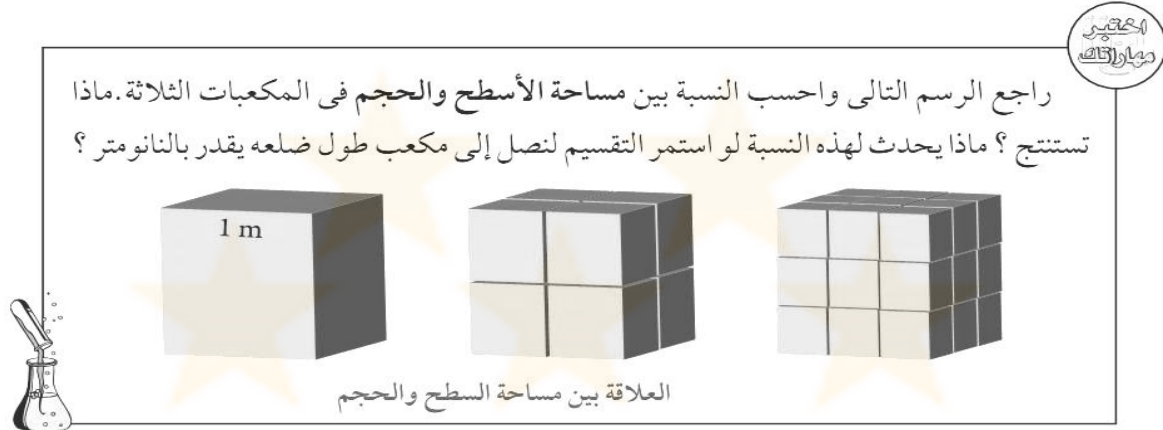 اختبر
مهاراتك
راجع الرسم التالى واحسب النسبة بين مساحة الأسطح والحجم فى المكعبات الثلاثة.ماذا
تستنتج ؟ ماذا يحدث لهذه النسبة لو استمر التقسيم لنصل إلى مكعب طول ضلعه يقدر بالنانومتر ؟
1 m
العلاقة بين مساحة السطح والحجم